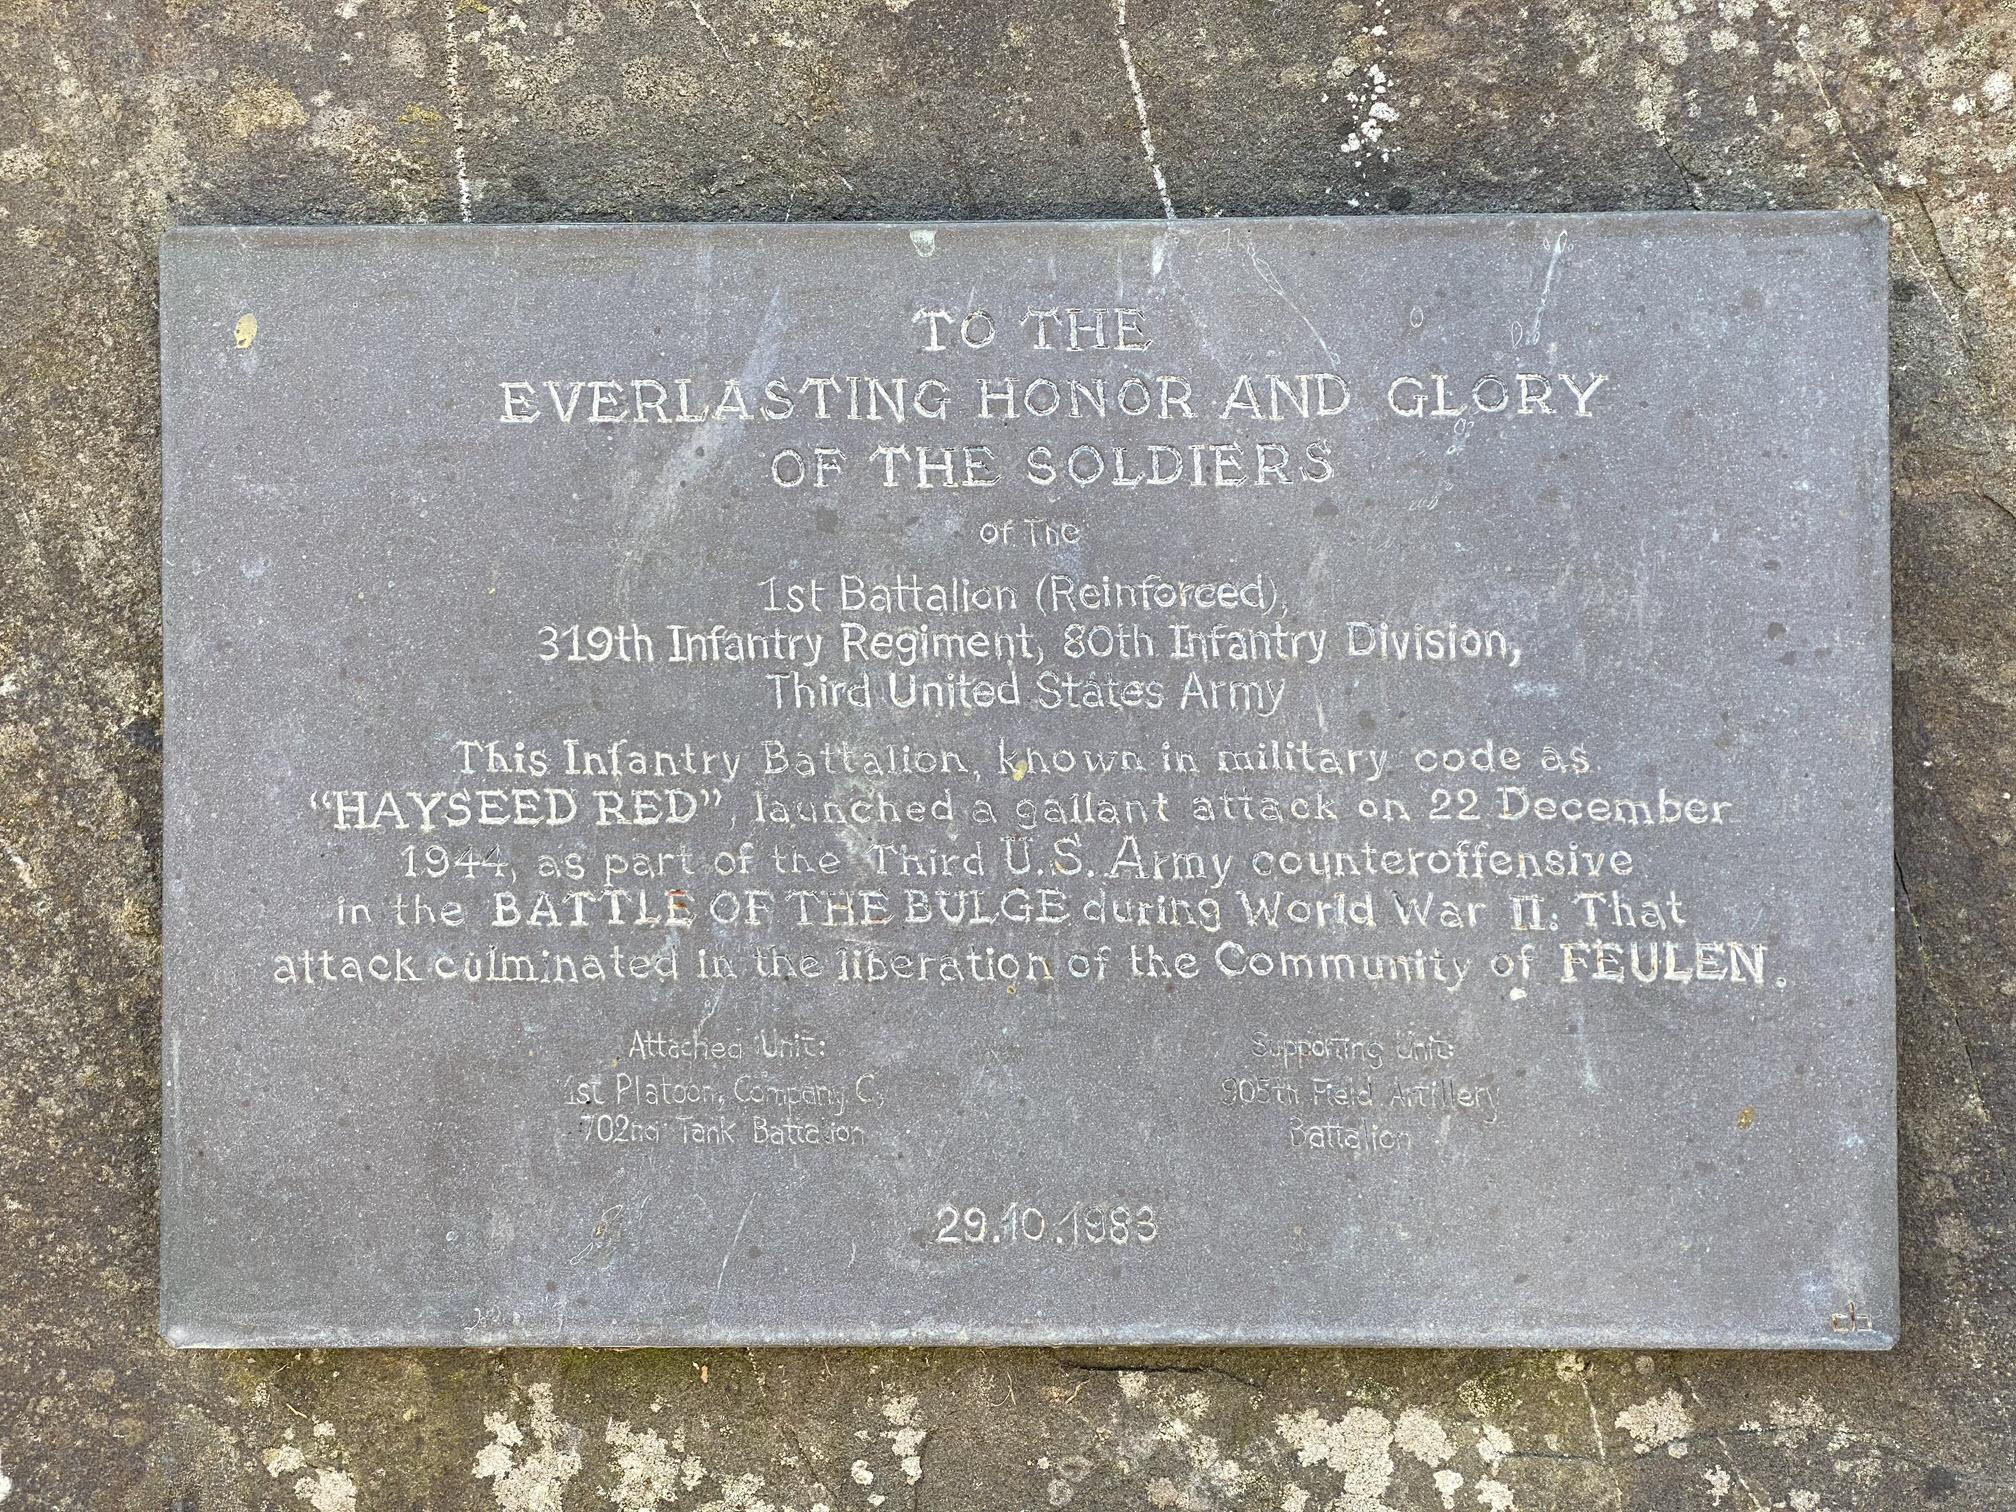 TO THE
EVERLASTING HONOR AND GLORY
OF THE SOLDIERS
Of The
1st Battalion (Reinforced),
319th Infantry Regiment, 80th Infantry Division,
Third United States Army
This Infantry Battalion, known in military code as
“HAYSEED RED”, launched a gallant attack on 22 December
1944, as part of the Third U.S. Army counteroffensive
in the BATTLE OF THE BULGE during World War II. That
attack culminated in the liberation of the Community of FEULEN.
Attached Unit:
1st Platoon, Company C,
702nd Tank Battalion
Supporting Unit:
905th Field Artillery
Battalion
29.10.1983